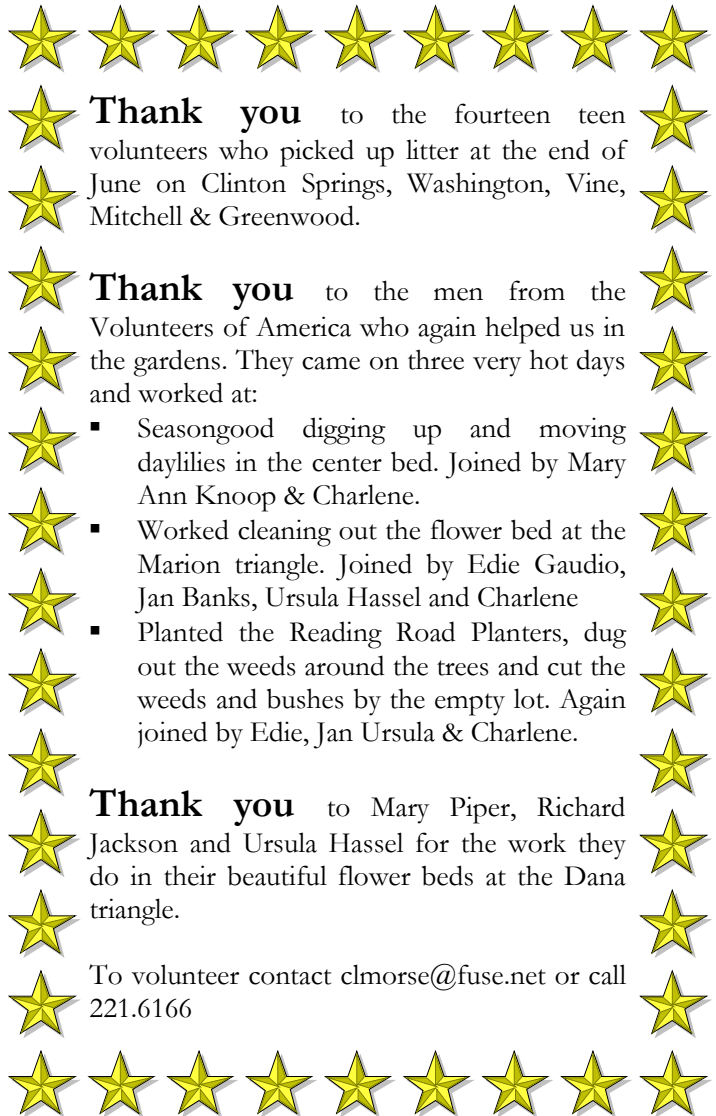 Thank you to the fourteen teen
volunteers who picked up litter at the end of
June on Clinton Springs, Washington, Vine,
Mitchell & Greenwood.
Thank you to the men from the
Volunteers of America who again helped us in
the gardens. They came on three very hot days
and worked at:
▪ Seasongood digging up and moving
daylilies in the center bed. Joined by Mary
Ann Knoop & Charlene.
▪ Worked cleaning out the flower bed at the
Marion triangle. Joined by Edie Gaudio,
Jan Banks, Ursula Hassel and Charlene
▪ Planted the Reading Road Planters, dug
out the weeds around the trees and cut the
weeds and bushes by the empty lot. Again
joined by Edie, Jan Ursula & Charlene.
Thank you to Mary Piper, Richard
Jackson and Ursula Hassel for the work they
do in their beautiful flower beds at the Dana
triangle.
To volunteer contact clmorse@fuse.net or call
221.6166